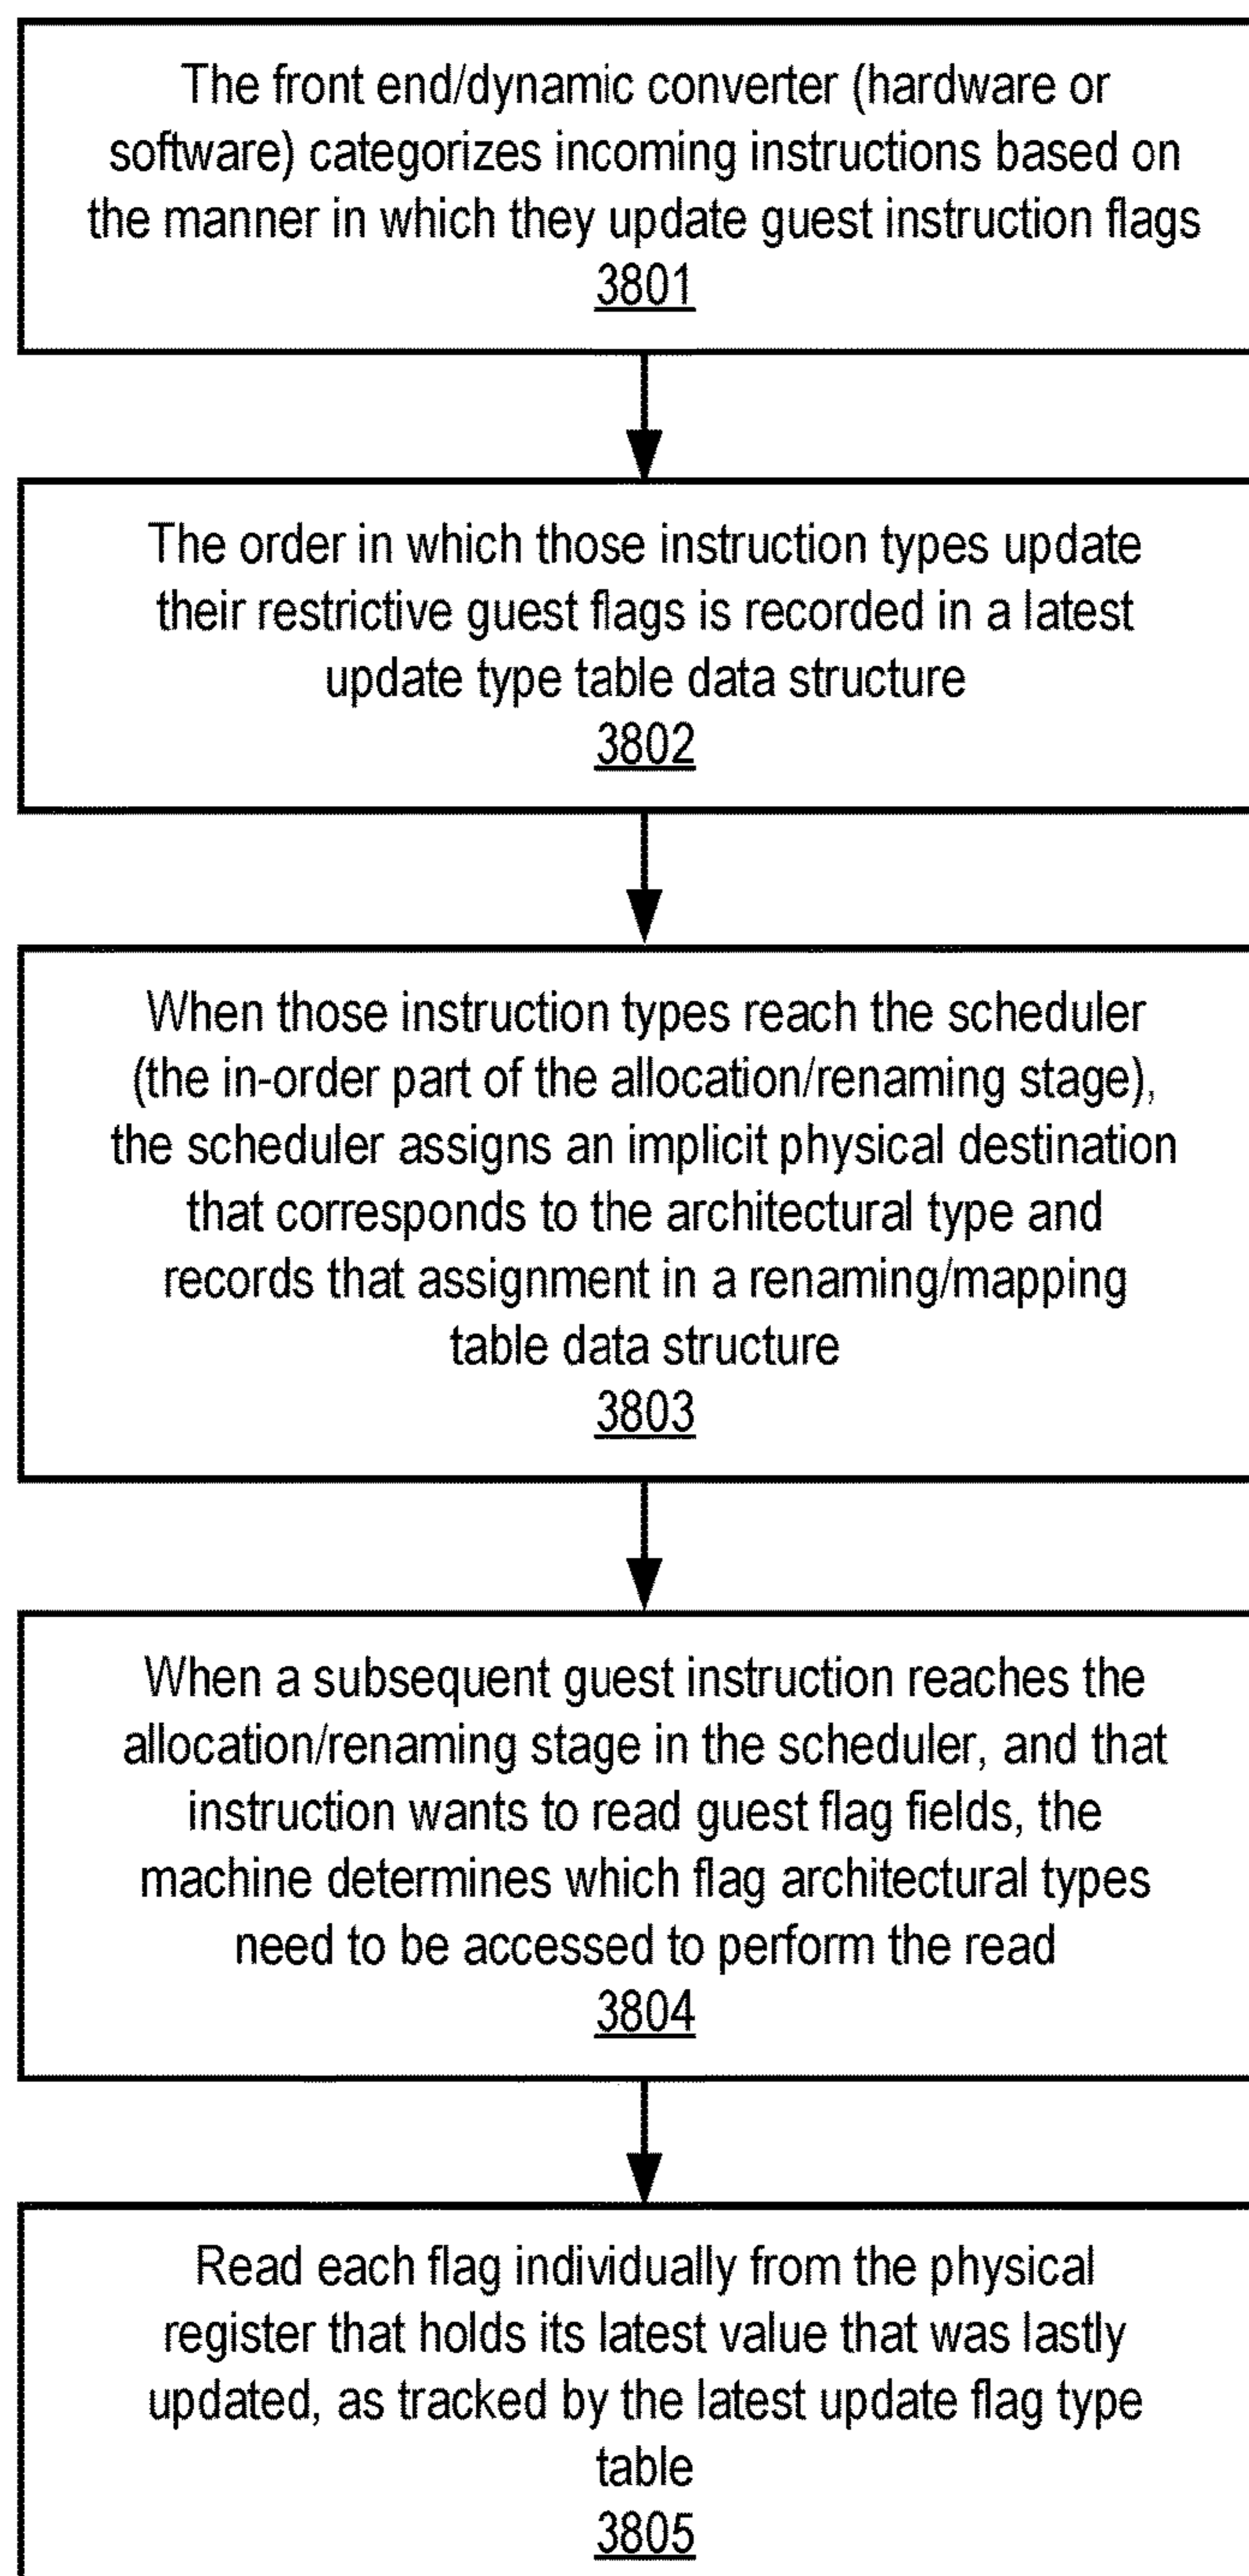 The front end/dynamic converter (hardware or
software) categorizes incoming instructions based on
the manner in which they update guest instruction flags
3801
The order in which those instruction types update
their restrictive guest flags is recorded in a latest
update type table data structure
3802
When those instruction types reach the scheduler
(the in-order part of the allocation/renaming stage),
the scheduler assigns an implicit physical destination
that corresponds to the architectural type and
records that assignment in a renaming/mapping
table data structure
3803
When a subsequent guest instruction reaches the
allocation/renaming stage in the scheduler, and that
instruction wants to read guest flag fields, the
machine determines which flag architectural types
need to be accessed to perform the read
3804
Read each flag individually from the physical
register that holds its latest value that was lastly
updated, as tracked by the latest update flag type
table
3805